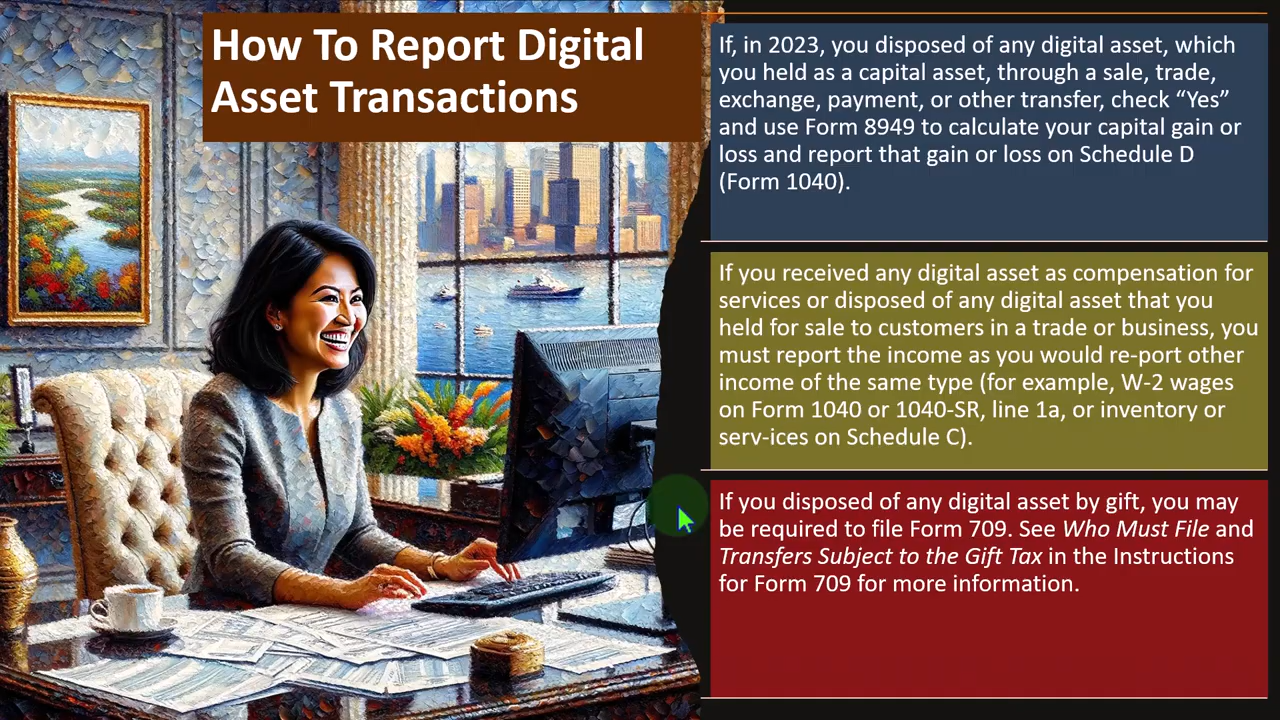 How To Report Digital
Asset Transactions
If, in 2023, you disposed of any digital asset, which
you held as a capital asset, through a sale, trade,
exchange, payment, or other transfer, check “Yes”
and use Form 8949 to calculate your capital gain or
loss and report that gain or loss on Schedule D
(Form 1040).
If you received any digital asset as compensation for
services or disposed of any digital asset that you
held for sale to customers in a trade or business, you
must report the income as you would re-port other
income of the same type (for example, W-2 wages
on Form 1040 or 1040-SR, line 1a, or inventory or
serv-ices on Schedule C).
If you disposed of any digital asset by gift, you may
be required to file Form 709. See Who Must File and
Transfers Subject to the Gift Tax in the Instructions
for Form 709 for more information.